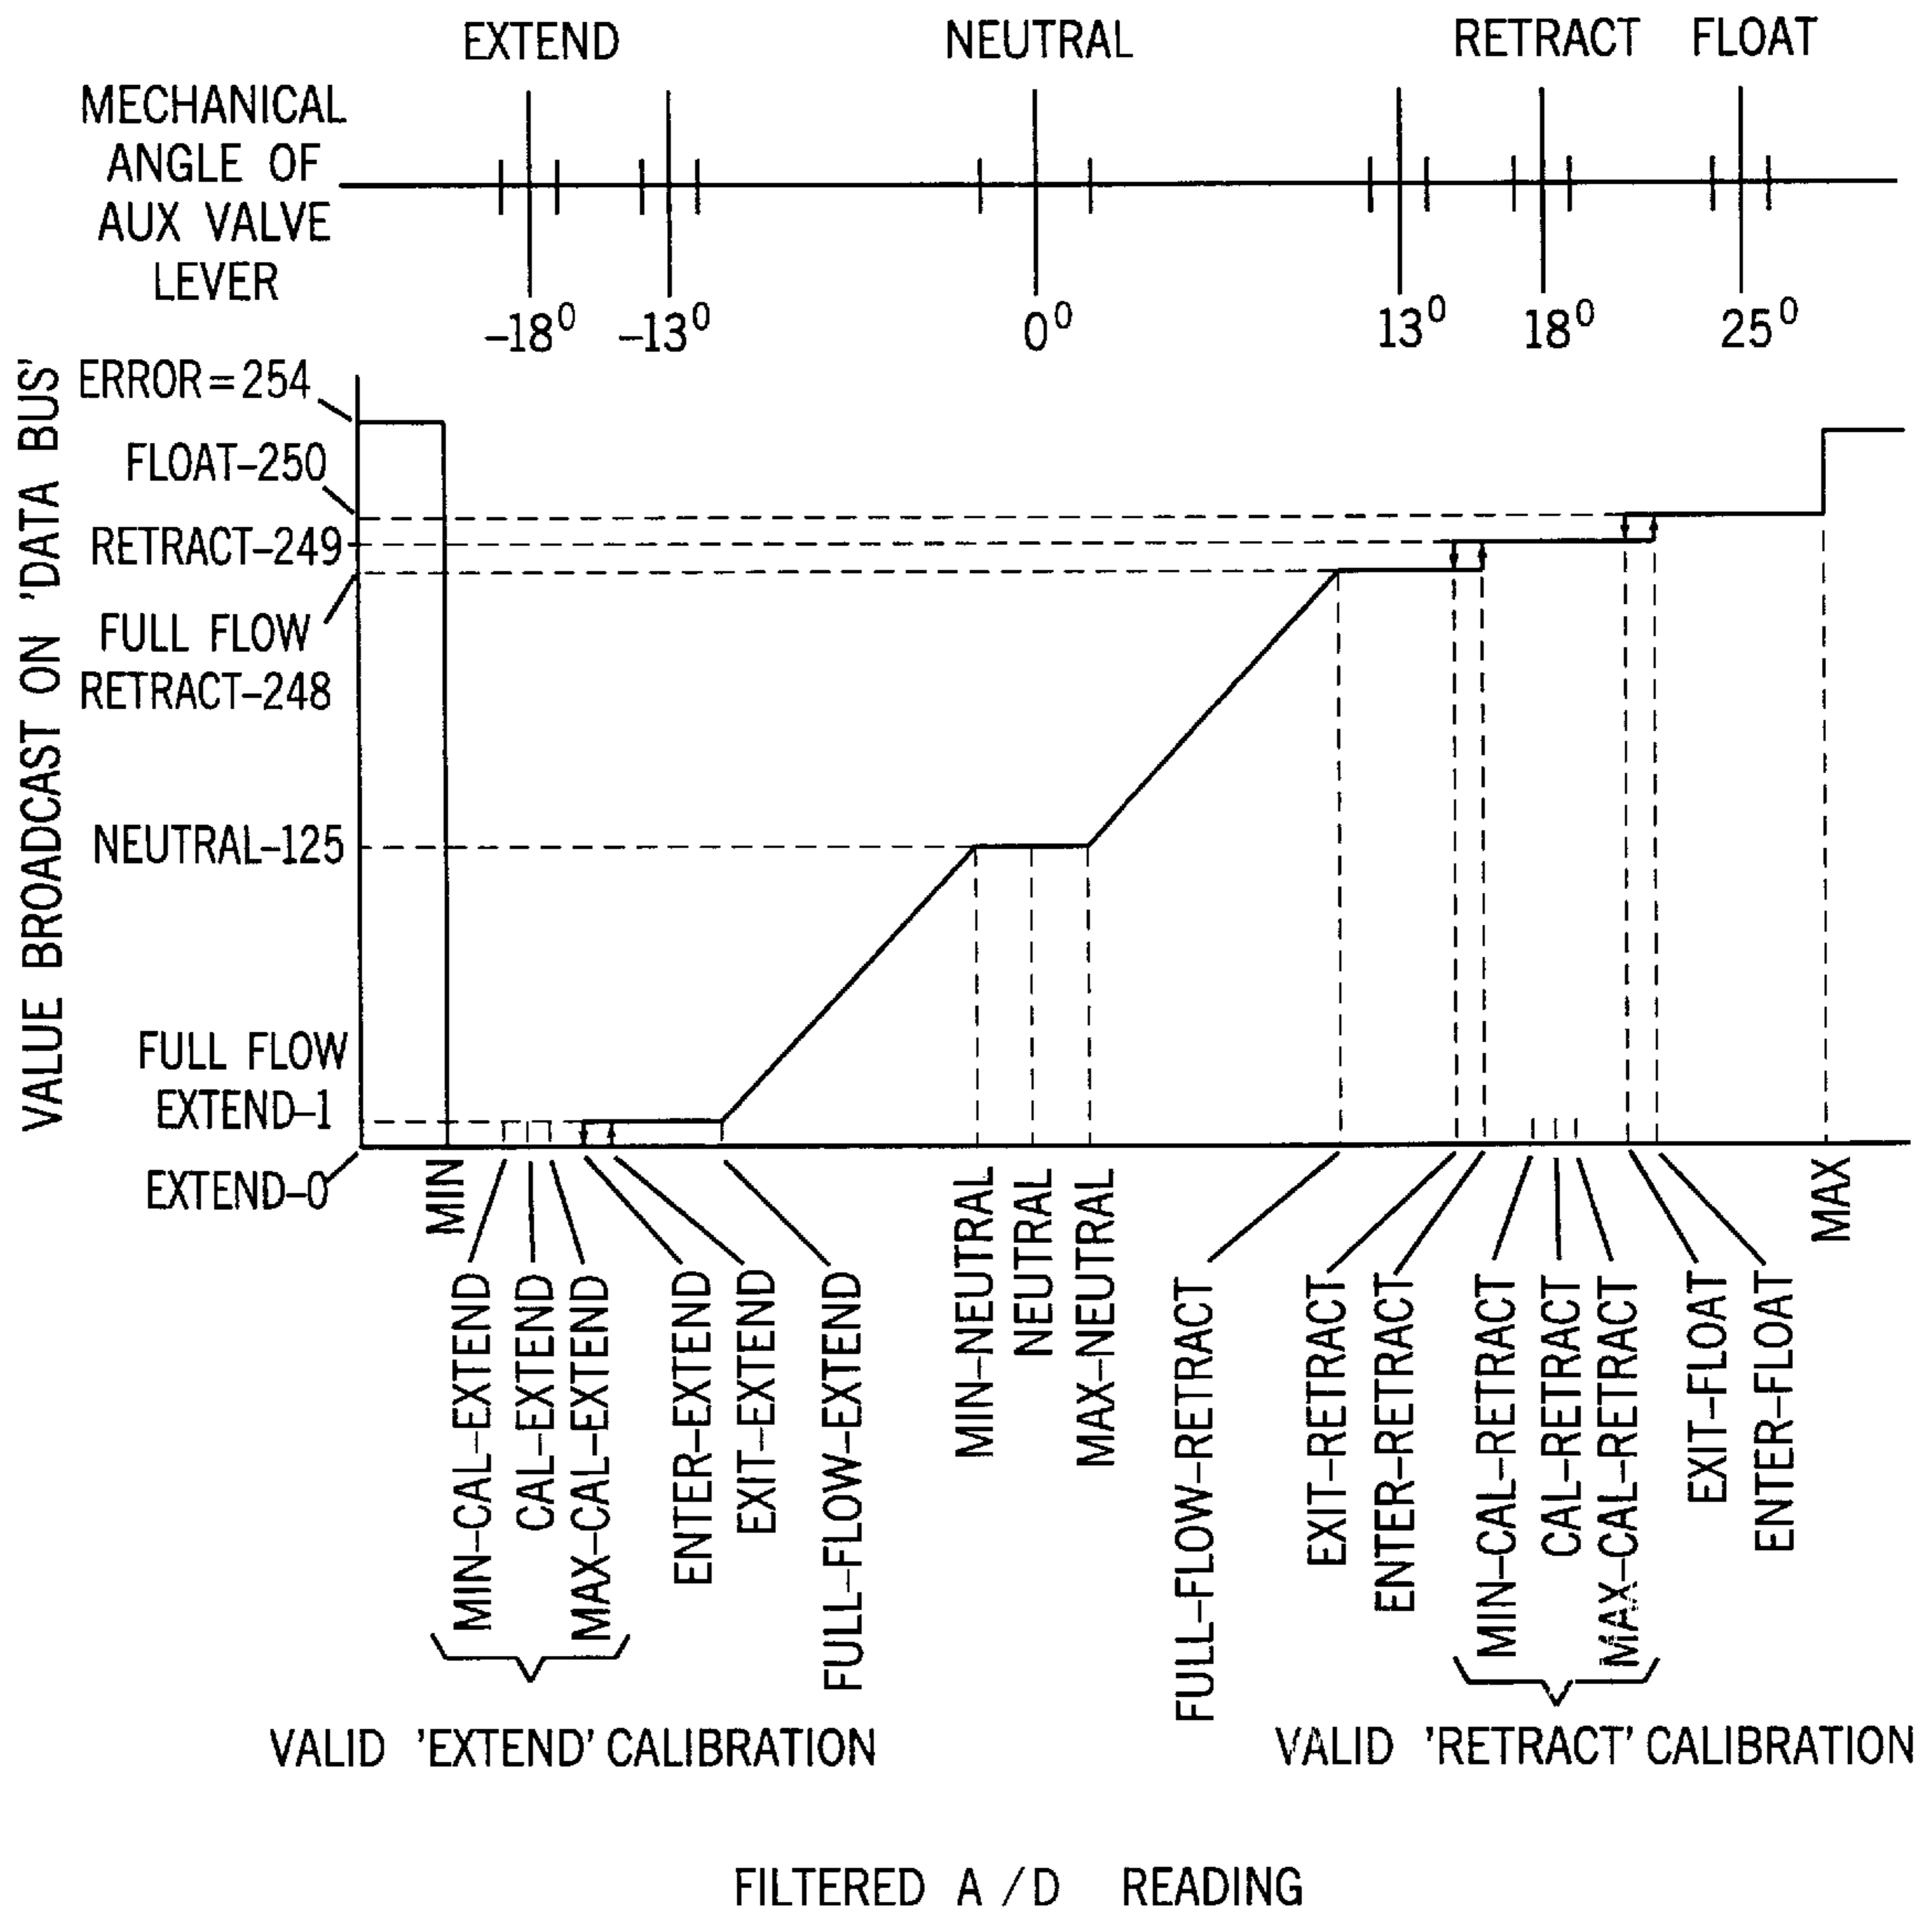 EXTEND
NEUTRAL
RETRACT
FLOAT
MECHANICAL
ANGLE OF
AUX VALVE
LEVER
-18⁰
-13⁰
0⁰
13⁰
18⁰
25⁰
VALUE BROADCAST ON 'DATA BUS'
ERROR=254
FLOAT-250
RETRACT-249
FULL FLOW
RETRACT-248
NEUTRAL-125
FULL FLOW
EXTEND-1
EXTEND-0
MIN
MIN-CAL-EXTEND
CAL-EXTEND
MAX-CAL-EXTEND
ENTER-EXTEND
EXIT-EXTEND
FULL-FLOW-EXTEND
MIN-NEUTRAL
NEUTRAL
MAX-NEUTRAL
FULL-FLOW-RETRACT
EXIT-RETRACT
ENTER-RETRACT
MIN-CAL-RETRACT
CAL-RETRACT
MAX-CAL-RETRACT
EXIT-FLOAT
ENTER-FLOAT
MAX
VALID 'EXTEND' CALIBRATION
VALID 'RETRACT' CALIBRATION
FILTERED A/D READING